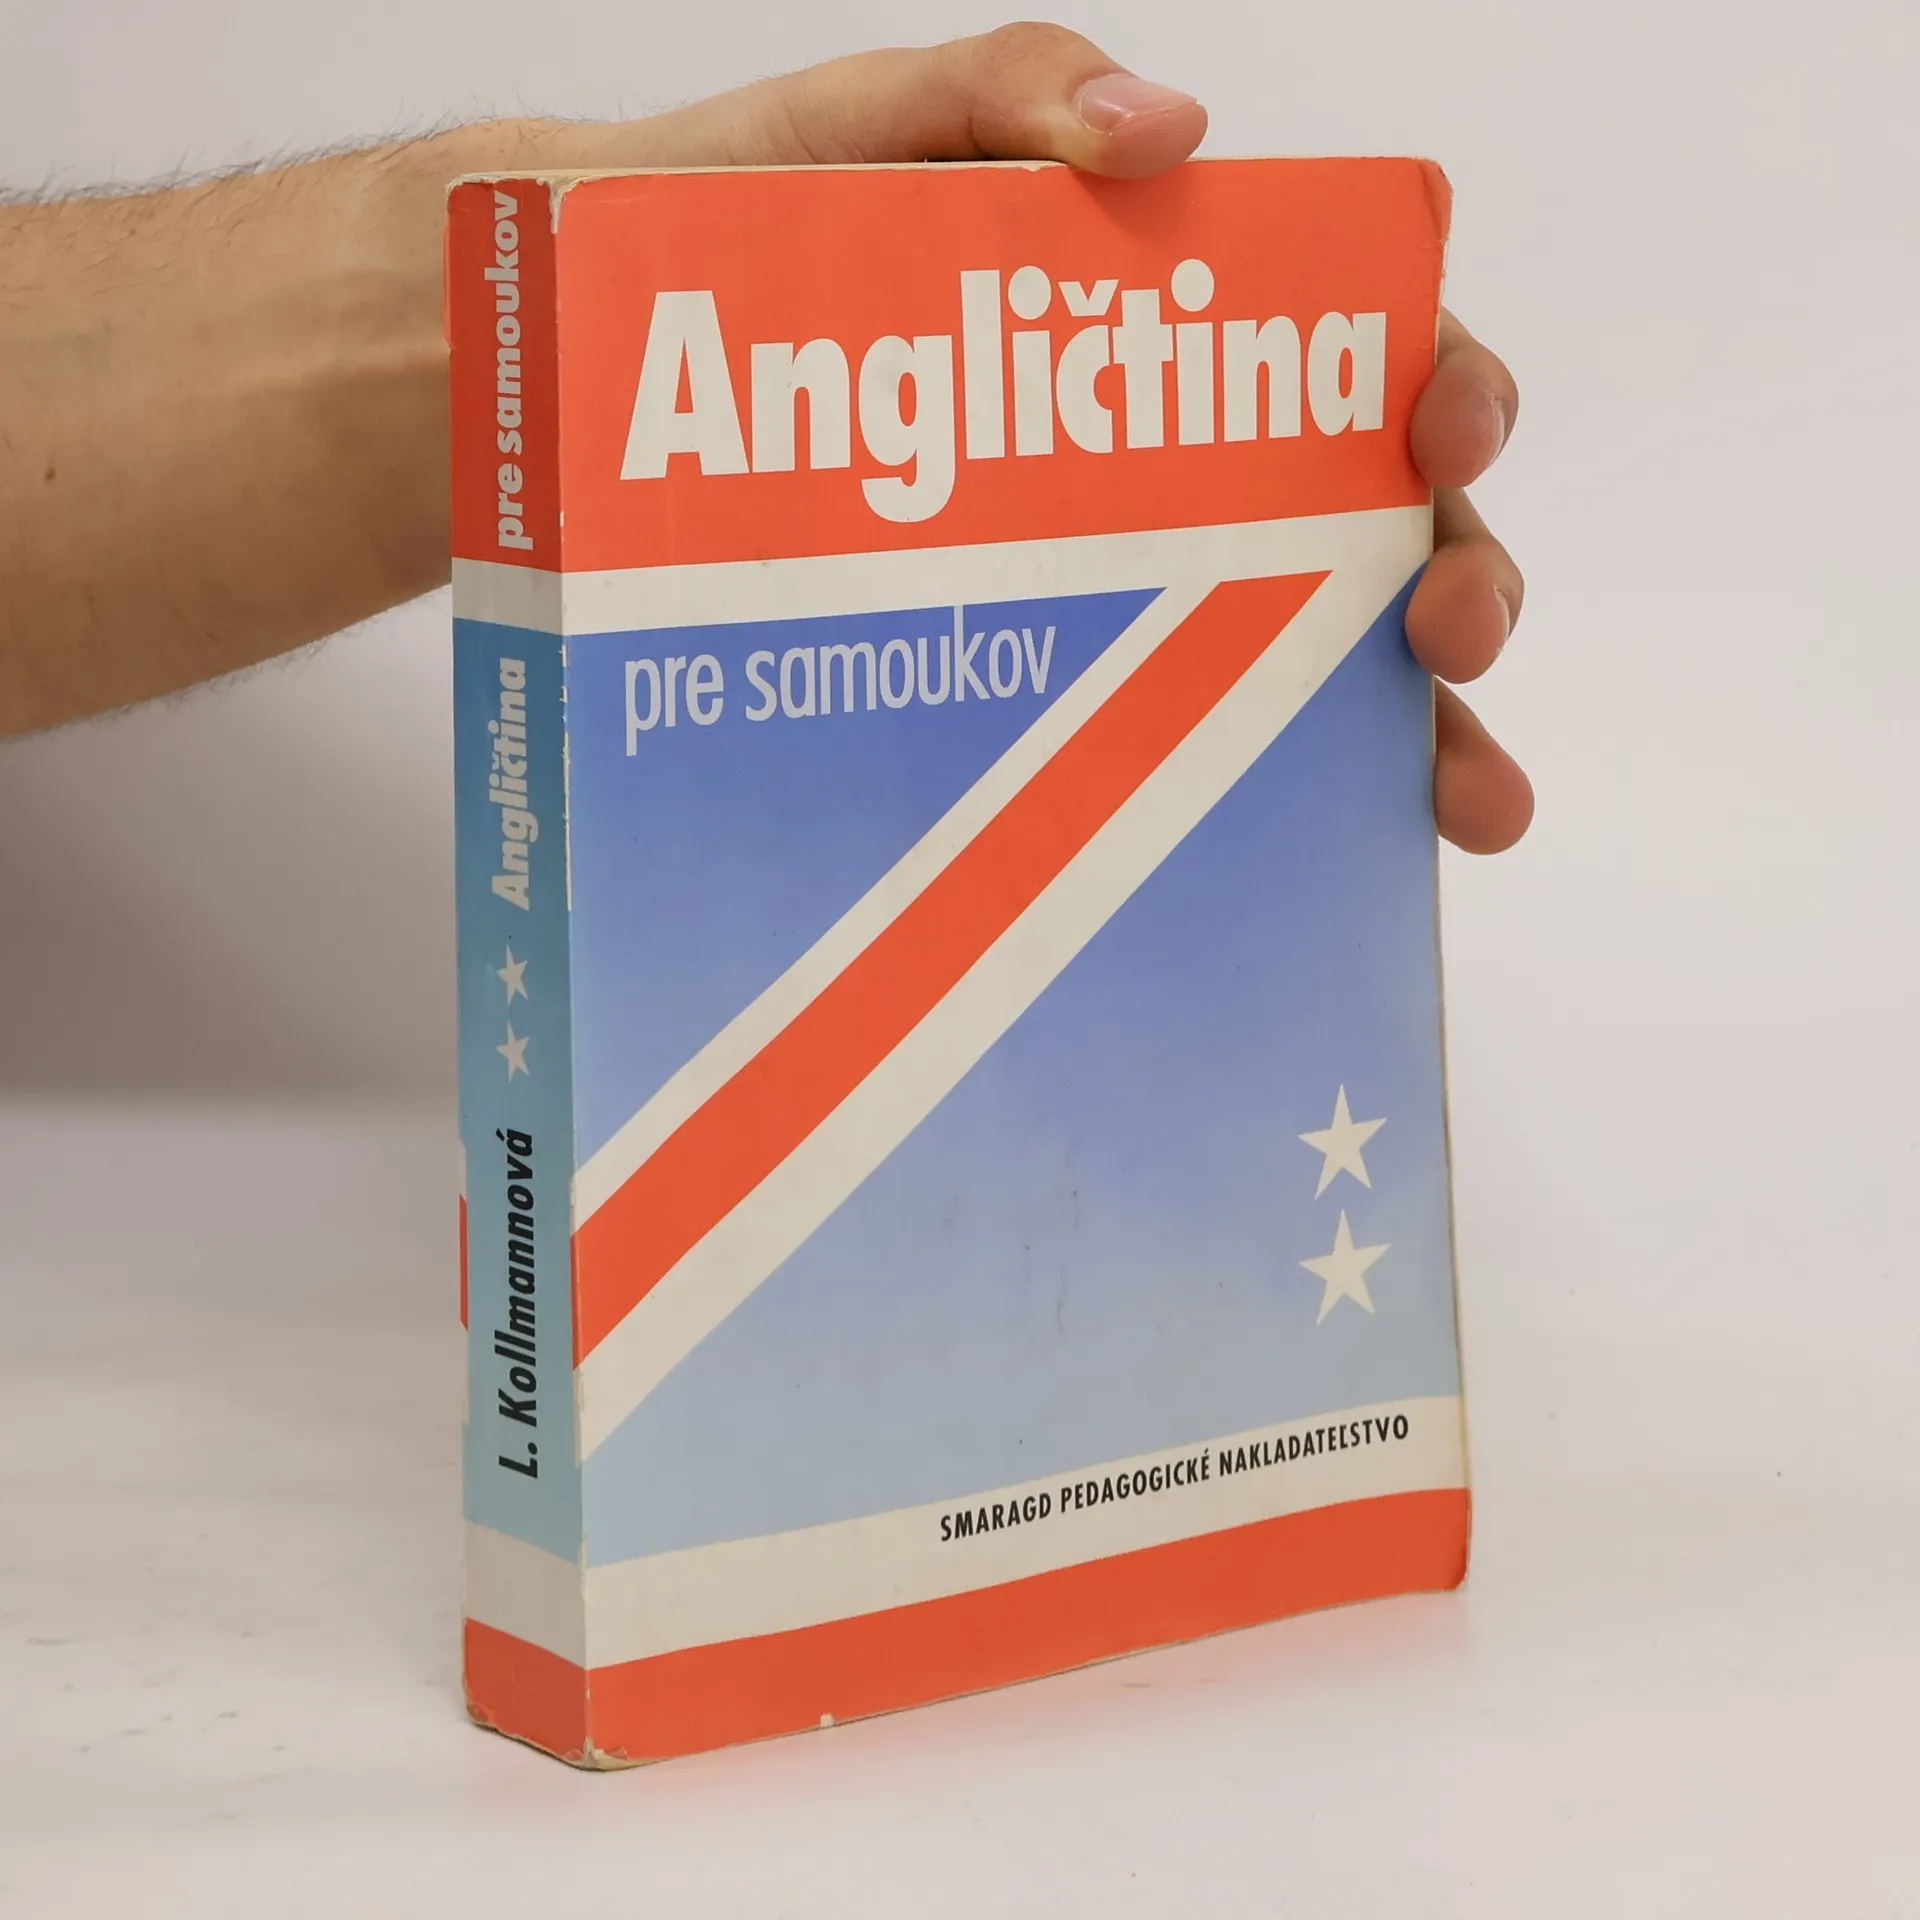 Angličtina
pre samoukov
SMARAGD PEDAGOGICKÉ NAKLADATEĽSTVO
L. Kollmannová
Angličtina
pre samoukov